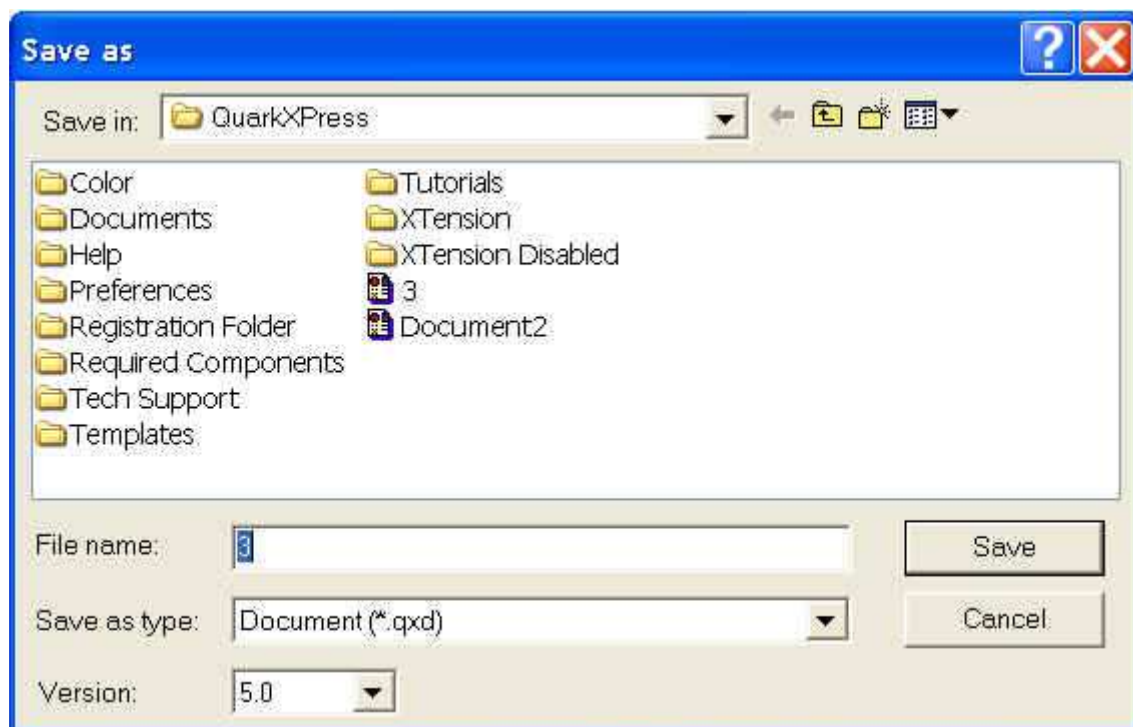 Save as
Save in: QuarkXPress
Color
Documents
Help
Preferences
Registration Folder
Required Components
Tech Support
Templates
Tutorials
XTension
XTension Disabled
3
Document2
File name: 3
Save
Save as type: Document (*.qxd)
Cancel
Version: 5.0